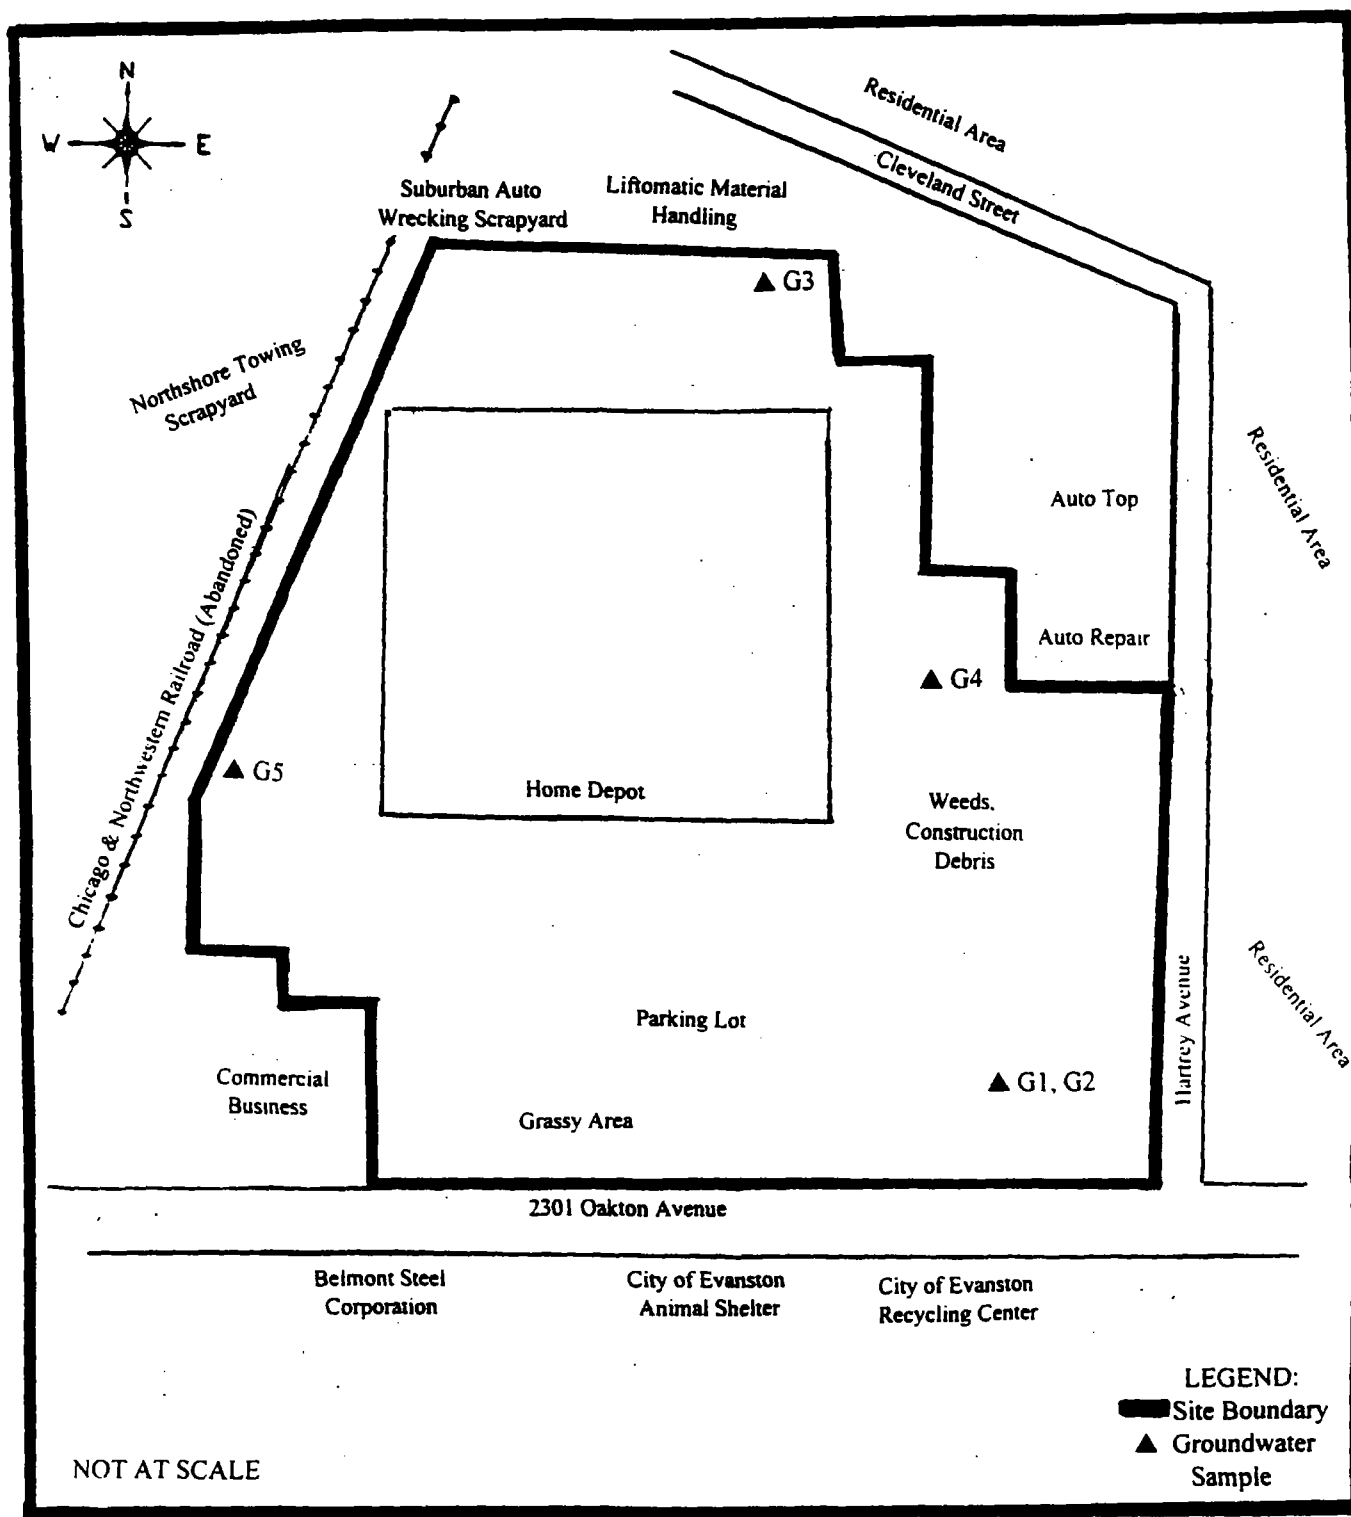 N
W E
S
Residential Area
Cleveland Street
Suburban Auto
Wrecking Scrapyard
Liftomatic Material
Handling
▲ G3
Northshore Towing
Scrapyard
Residential Area
Auto Top
Chicago & Northwestern Railroad (Abandoned)
Auto Repair
▲ G4
▲ G5
Home Depot
Weeds,
Construction
Debris
Hartrey Avenue
Residential Area
Parking Lot
Commercial
Business
▲ G1, G2
Grassy Area
2301 Oakton Avenue
Belmont Steel
Corporation
City of Evanston
Animal Shelter
City of Evanston
Recycling Center
LEGEND:
Site Boundary
▲ Groundwater
Sample
NOT AT SCALE